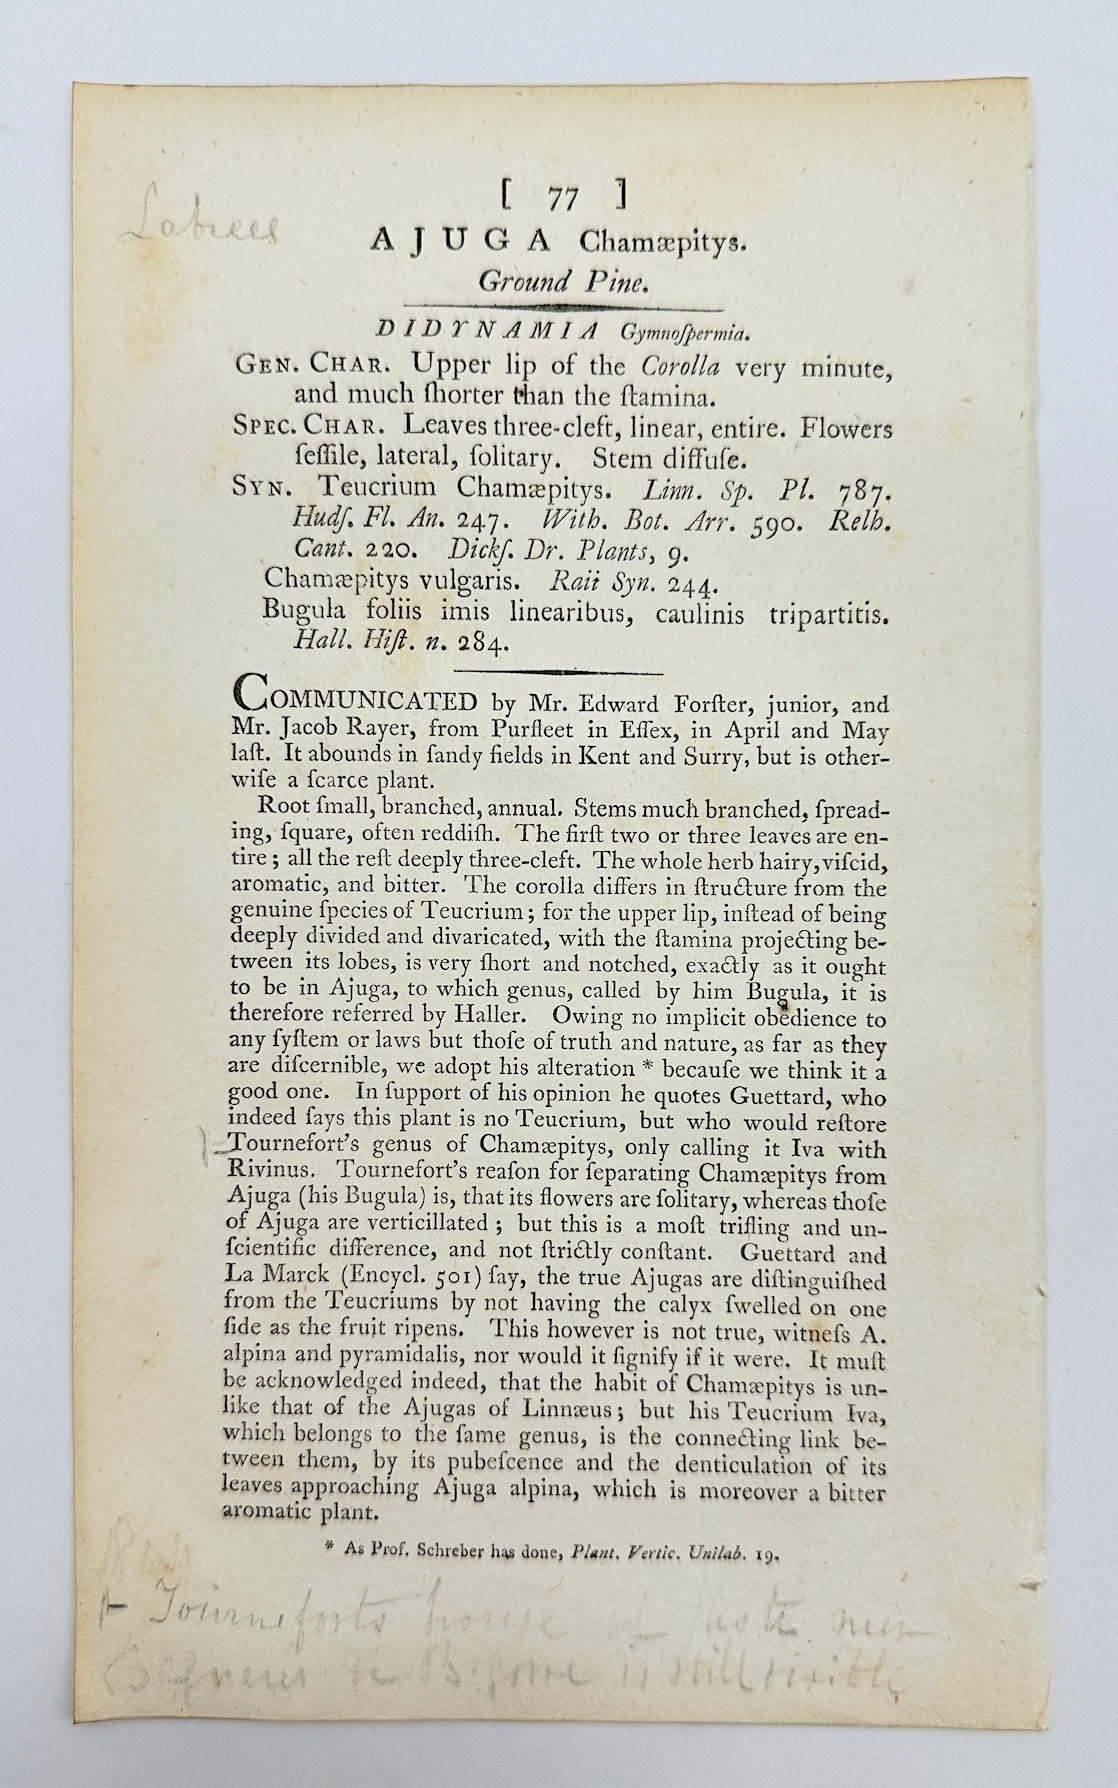 [ 77 ]
Labiees
AJUGA Chamæpitys.
Ground Pine.
DIDYNAMIA Gymnoſpermia.
GEN. CHAR. Upper lip of the Corolla very minute,
and much ſhorter than the ſtamina.
SPEC. CHAR. Leaves three-cleft, linear, entire. Flowers
ſeſſile, lateral, ſolitary. Stem diffuſe.
SYN. Teucrium Chamæpitys. Linn. Sp. Pl. 787.
Hudſ. Fl. An. 247. With. Bot. Arr. 590. Relh.
Cant. 220. Dickſ. Dr. Plants, 9.
Chamæpitys vulgaris. Raii Syn. 244.
Bugula foliis imis linearibus, caulinis tripartitis.
Hall. Hiſt. n. 284.
COMMUNICATED by Mr. Edward Forſter, junior, and
Mr. Jacob Rayer, from Purfleet in Eſſex, in April and May
laſt. It abounds in ſandy fields in Kent and Surry, but is other-
wiſe a ſcarce plant.
Root ſmall, branched, annual. Stems much branched, ſpread-
ing, ſquare, often reddiſh. The firſt two or three leaves are en-
tire; all the reſt deeply three-cleft. The whole herb hairy, viſcid,
aromatic, and bitter. The corolla differs in ſtructure from the
genuine ſpecies of Teucrium; for the upper lip, inſtead of being
deeply divided and divaricated, with the ſtamina projecting be-
tween its lobes, is very ſhort and notched, exactly as it ought
to be in Ajuga, to which genus, called by him Bugula, it is
therefore referred by Haller. Owing no implicit obedience to
any ſyſtem or laws but thoſe of truth and nature, as far as they
are diſcernible, we adopt his alteration * becauſe we think it a
good one. In ſupport of his opinion he quotes Guettard, who
indeed ſays this plant is no Teucrium, but who would reſtore
Tournefort's genus of Chamæpitys, only calling it Iva with
Rivinus. Tournefort's reaſon for ſeparating Chamæpitys from
Ajuga (his Bugula) is, that its flowers are ſolitary, whereas thoſe
of Ajuga are verticillated; but this is a moſt trifling and un-
ſcientific difference, and not ſtrictly conſtant. Guettard and
La Marck (Encycl. 501) ſay, the true Ajugas are diſtinguiſhed
from the Teucriums by not having the calyx ſwelled on one
ſide as the fruit ripens. This however is not true, witneſs A.
alpina and pyramidalis, nor would it ſignify if it were. It muſt
be acknowledged indeed, that the habit of Chamæpitys is un-
like that of the Ajugas of Linnæus; but his Teucrium Iva,
which belongs to the ſame genus, is the connecting link be-
tween them, by its pubeſcence and the denticulation of its
leaves approaching Ajuga alpina, which is moreover a bitter
aromatic plant.
* As Prof. Schreber has done, Plant. Vertic. Unilab. 19.
Tourneforts house near
is still visible